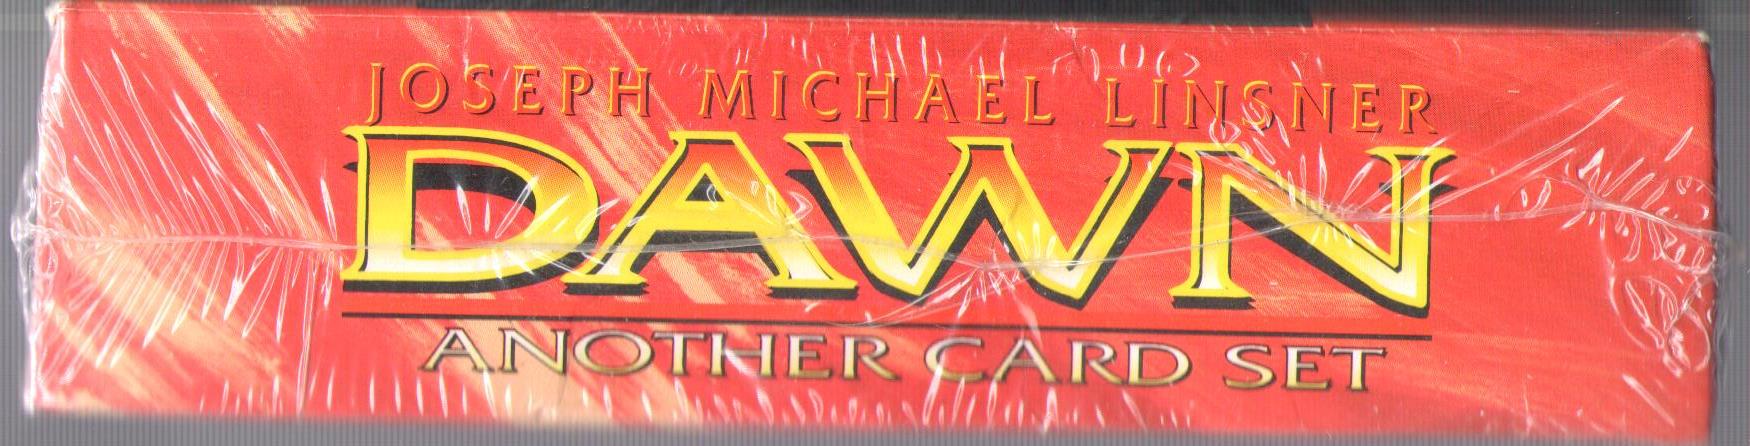 JOSEPH MICHAEL LINSNER
DAWN
ANOTHER CARD SET